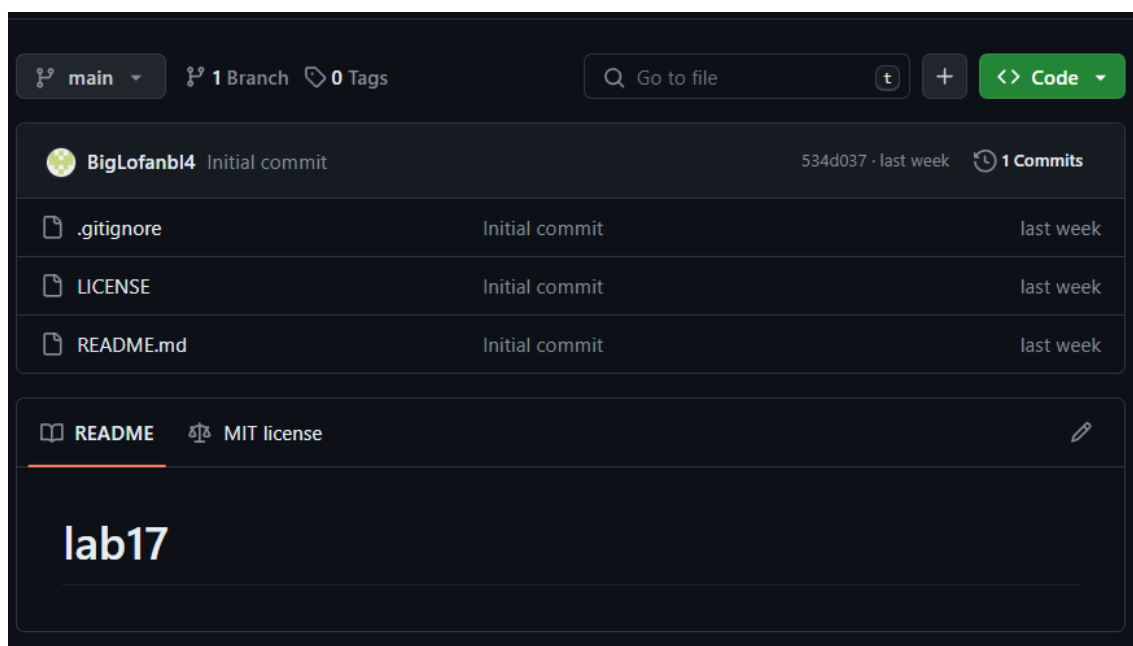 main 1 Branch 0 Tags Go to file t + <> Code
BigLofanbl4 Initial commit 534d037 · last week 1 Commits
.gitignore Initial commit last week
LICENSE Initial commit last week
README.md Initial commit last week
README MIT license
lab17